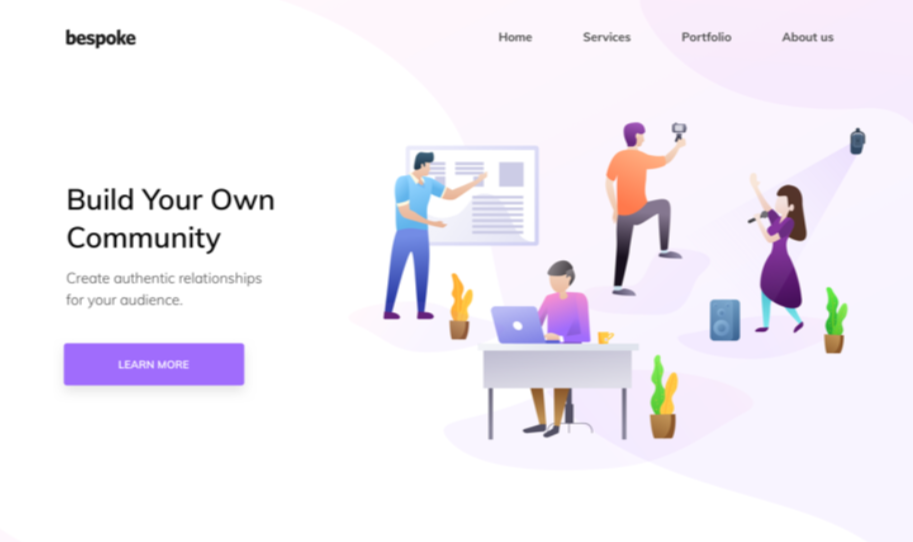 bespoke
Home Services Portfolio About us
Build Your Own
Community
Create authentic relationships
for your audience.
LEARN MORE